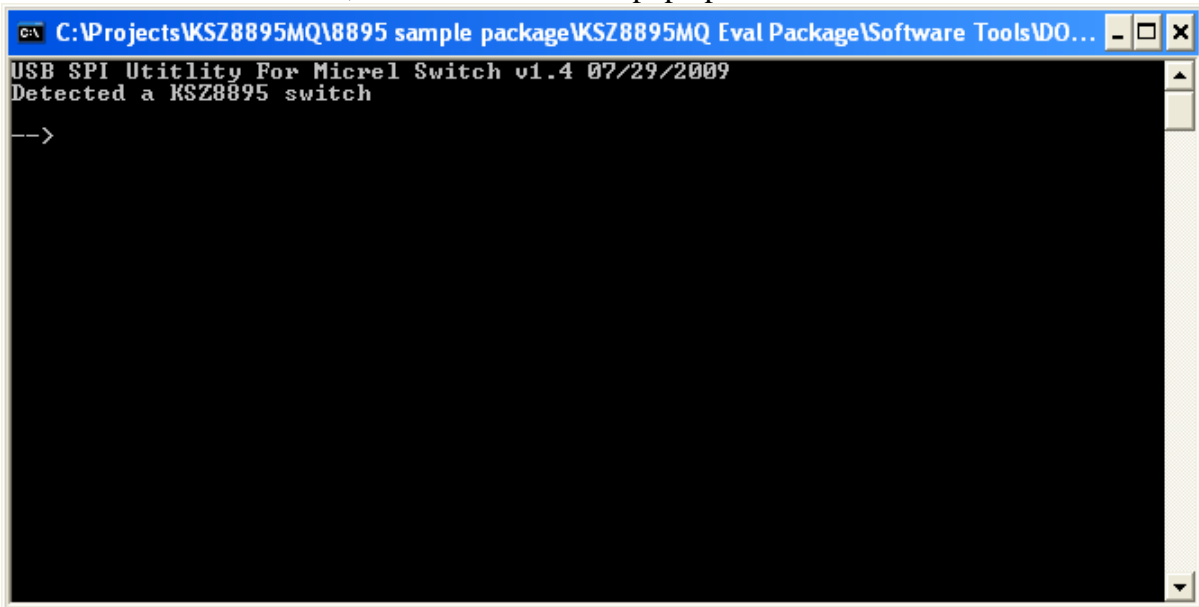 C:\Projects\KSZ8895MQ\8895 sample package\KSZ8895MQ Eval Package\Software Tools\DO...
USB SPI Utitlity For Micrel Switch v1.4 07/29/2009
Detected a KSZ8895 switch
-->